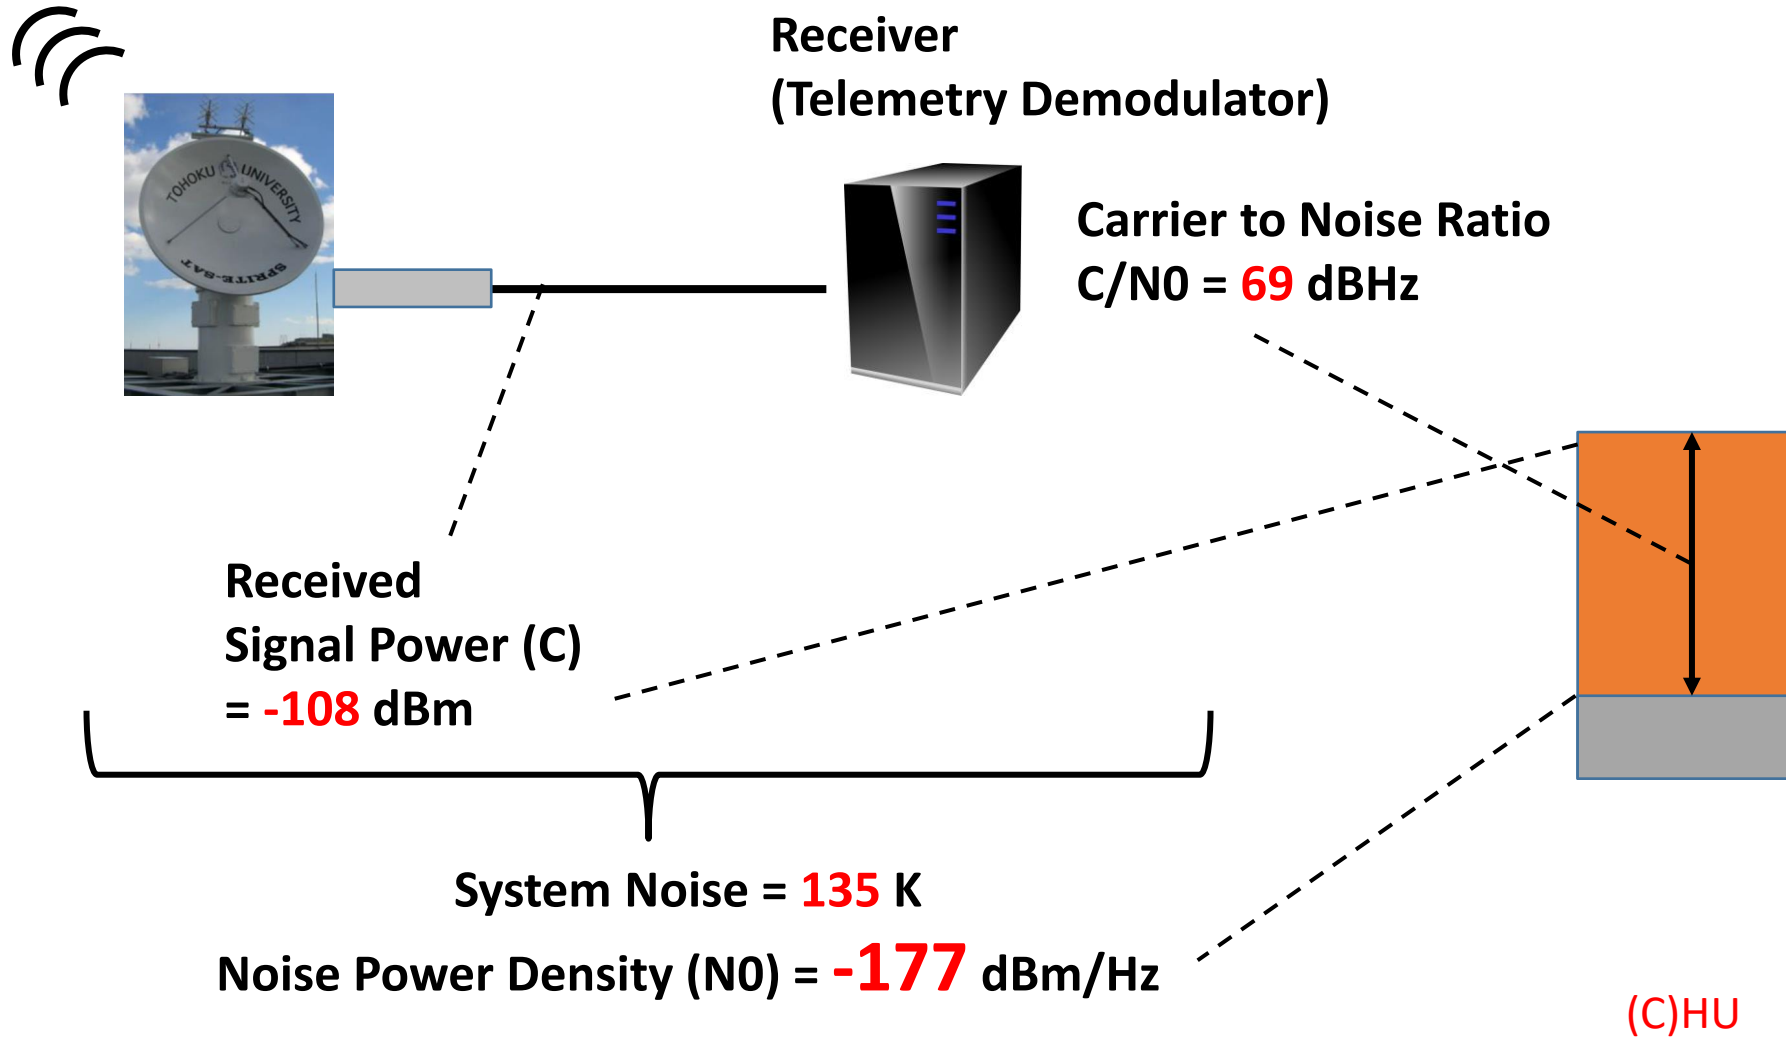 Receiver
(Telemetry Demodulator)
TOHOKU UNIVERSITY
SPRITE-SAT
Carrier to Noise Ratio
C/N0 = 69 dBHz
Received
Signal Power (C)
= -108 dBm
System Noise = 135 K
Noise Power Density (N0) = -177 dBm/Hz
(C)HU